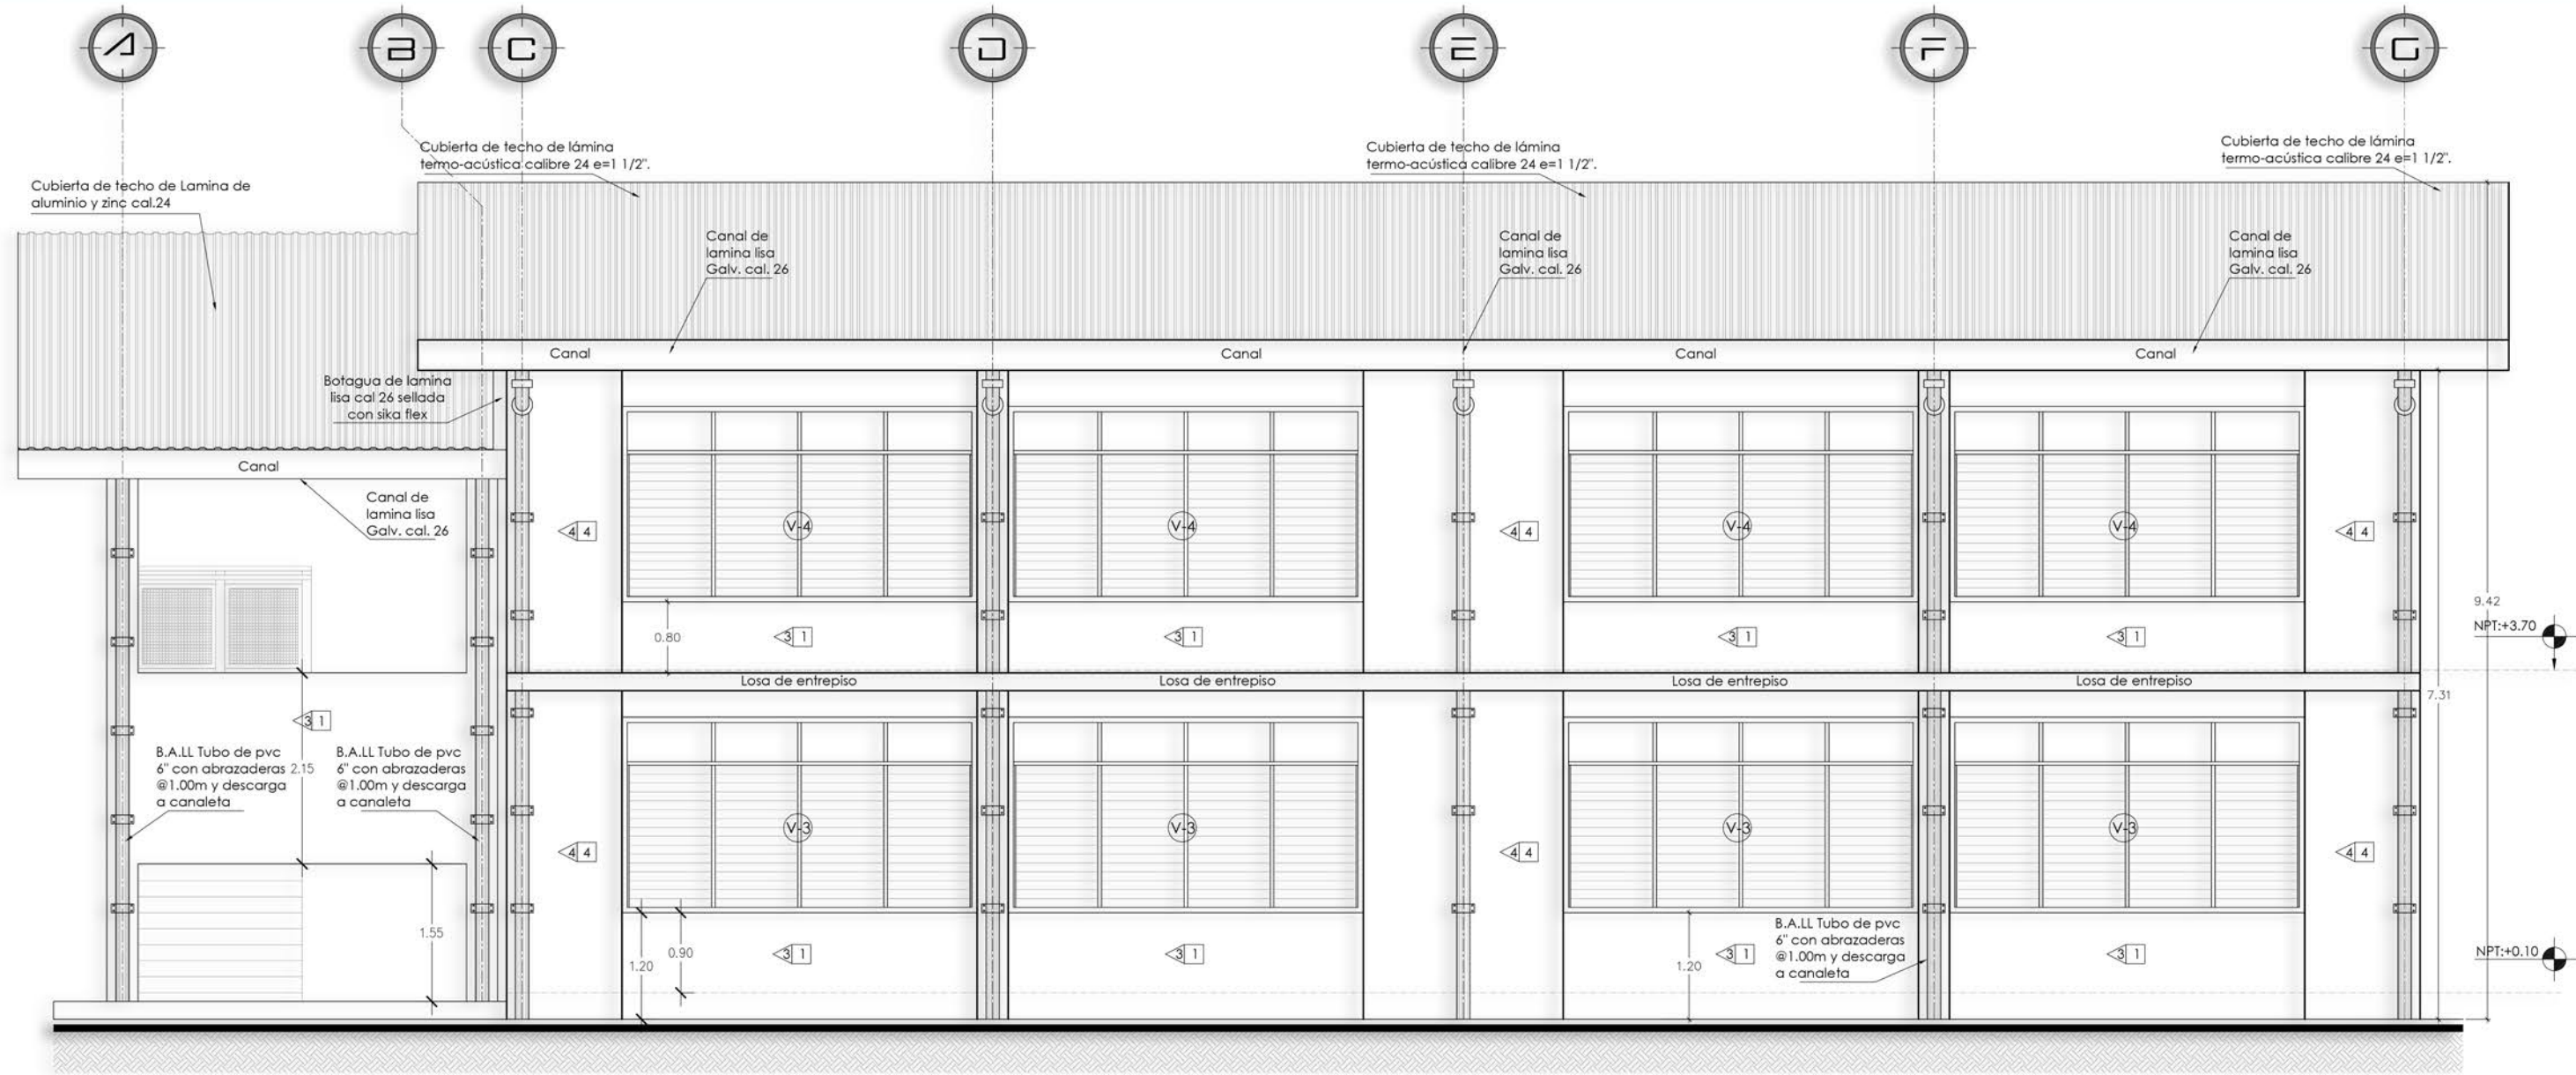 A
B
C
D
E
F
G
Cubierta de techo de Lamina de
aluminio y zinc cal.24
Cubierta de techo de lámina
termo-acústica calibre 24 e=1 1/2".
Cubierta de techo de lámina
termo-acústica calibre 24 e=1 1/2".
Cubierta de techo de lámina
termo-acústica calibre 24 e=1 1/2".
Canal de
lamina lisa
Galv. cal. 26
Canal de
lamina lisa
Galv. cal. 26
Canal de
lamina lisa
Galv. cal. 26
Canal
Canal
Canal
Canal
Botagua de lamina
lisa cal 26 sellada
con sika flex
Canal
Canal de
lamina lisa
Galv. cal. 26
4 4
V-4
V-4
4 4
V-4
V-4
4 4
0.80
3 1
3 1
3 1
3 1
9.42
NPT:+3.70
Losa de entrepiso
Losa de entrepiso
Losa de entrepiso
Losa de entrepiso
7.31
3 1
B.A.LL Tubo de pvc
6" con abrazaderas
@1.00m y descarga
a canaleta
2.15
B.A.LL Tubo de pvc
6" con abrazaderas
@1.00m y descarga
a canaleta
4 4
V-3
V-3
4 4
V-3
V-3
4 4
1.55
1.20
0.90
3 1
3 1
1.20
3 1
B.A.LL Tubo de pvc
6" con abrazaderas
@1.00m y descarga
a canaleta
3 1
NPT:+0.10